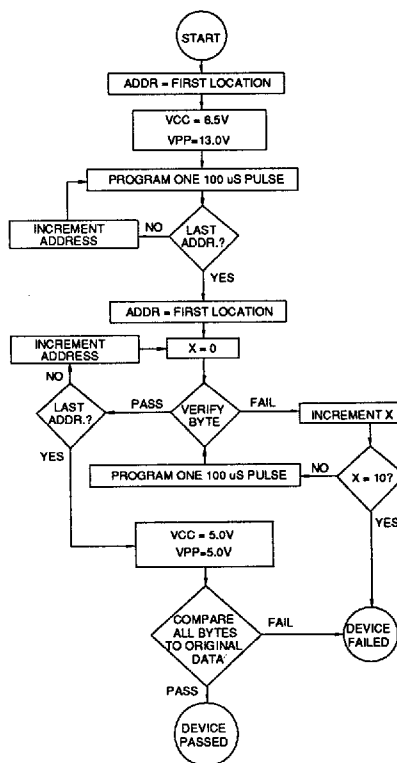 START
ADDR = FIRST LOCATION
VCC = 6.5V
VPP=13.0V
PROGRAM ONE 100 uS PULSE
INCREMENT
ADDRESS
NO
LAST
ADDR.?
YES
ADDR = FIRST LOCATION
INCREMENT
ADDRESS
X = 0
NO
LAST
ADDR.?
PASS
VERIFY
BYTE
FAIL
INCREMENT X
YES
PROGRAM ONE 100 uS PULSE
NO
X = 10?
YES
VCC = 5.0V
VPP=5.0V
COMPARE
ALL BYTES
TO ORIGINAL
DATA
FAIL
DEVICE
FAILED
PASS
DEVICE
PASSED